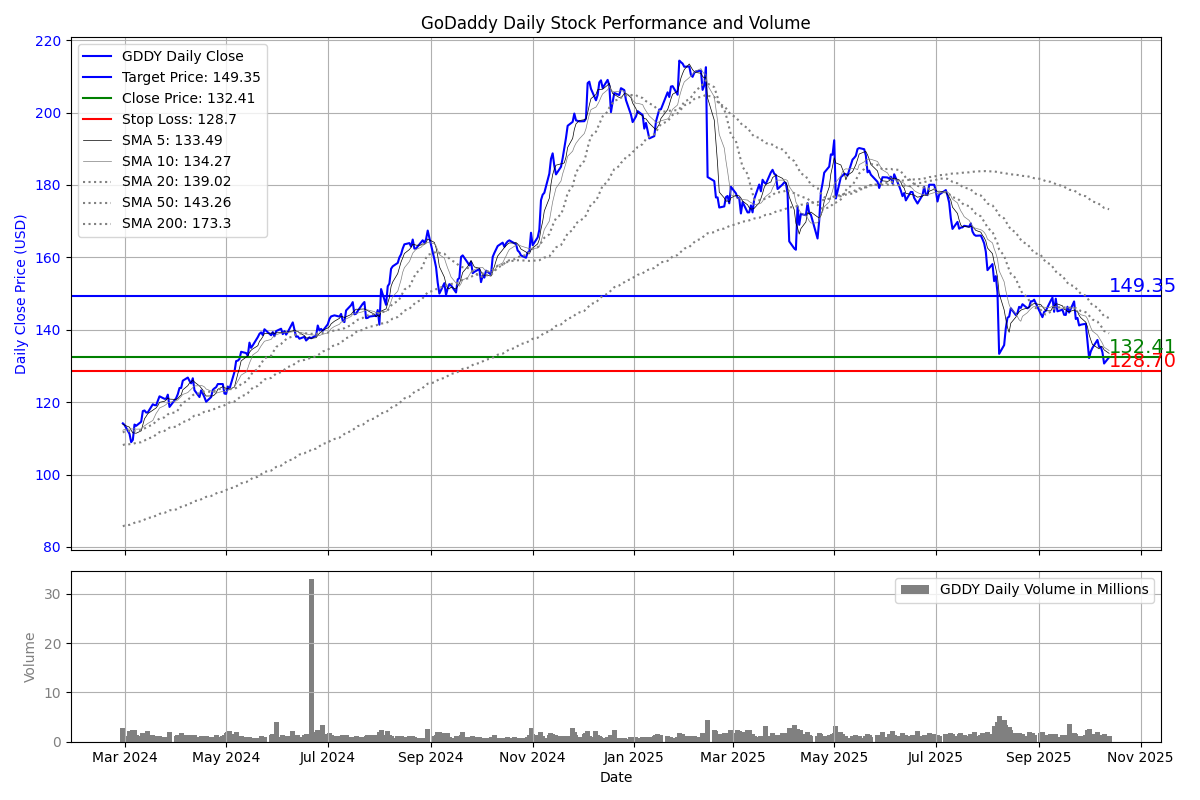 GoDaddy Daily Stock Performance and Volume
220
200
180
160
140
120
100
80
Daily Close Price (USD)
GDDY Daily Close
Target Price: 149.35
Close Price: 132.41
Stop Loss: 128.7
SMA 5: 133.49
SMA 10: 134.27
SMA 20: 139.02
SMA 50: 143.26
SMA 200: 173.3
149.35
132.41
128.70
30
20
10
0
Volume
GDDY Daily Volume in Millions
Mar 2024 May 2024 Jul 2024 Sep 2024 Nov 2024 Jan 2025 Mar 2025 May 2025 Jul 2025 Sep 2025 Nov 2025
Date